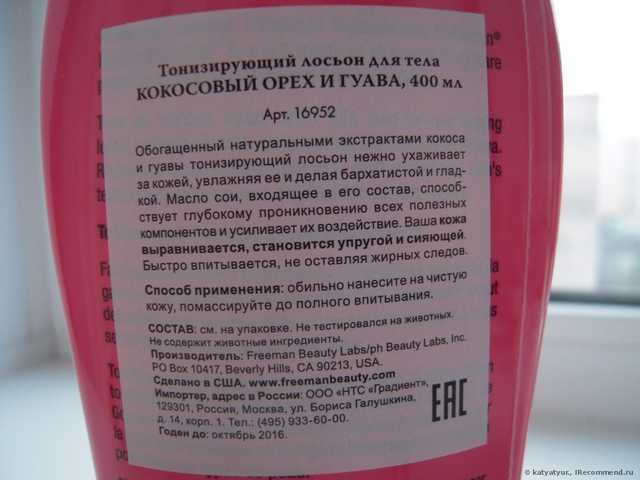 Тонизирующий лосьон для тела
КОКОСОВЫЙ ОРЕХ И ГУАВА, 400 мл
Арт. 16952
Обогащенный натуральными экстрактами кокоса
и гуавы тонизирующий лосьон нежно ухаживает
за кожей, увлажняя ее и делая бархатистой и глад-
кой. Масло сои, входящее в его состав, способ-
ствует глубокому проникновению всех полезных
компонентов и усиливает их воздействие. Ваша кожа
выравнивается, становится упругой и сияющей.
Быстро впитывается, не оставляя жирных следов.
Способ применения: обильно нанесите на чистую
кожу, помассируйте до полного впитывания.
СОСТАВ: см. на упаковке. Не тестировался на животных.
Не содержит животные ингредиенты.
Производитель: Freeman Beauty Labs/ph Beauty Labs, Inc.
PO Box 10417, Beverly Hills, CA 90213, USA.
Сделано в США. www.freemanbeauty.com
Импортер, адрес в России: ООО «НТС «Градиент»,
129301, Россия, Москва, ул. Бориса Галушкина,
д. 14, корп. 1. Тел.: (495) 933-60-00.
Годен до: октябрь 2016.
EAC
© katyatyur, IRecommend.ru